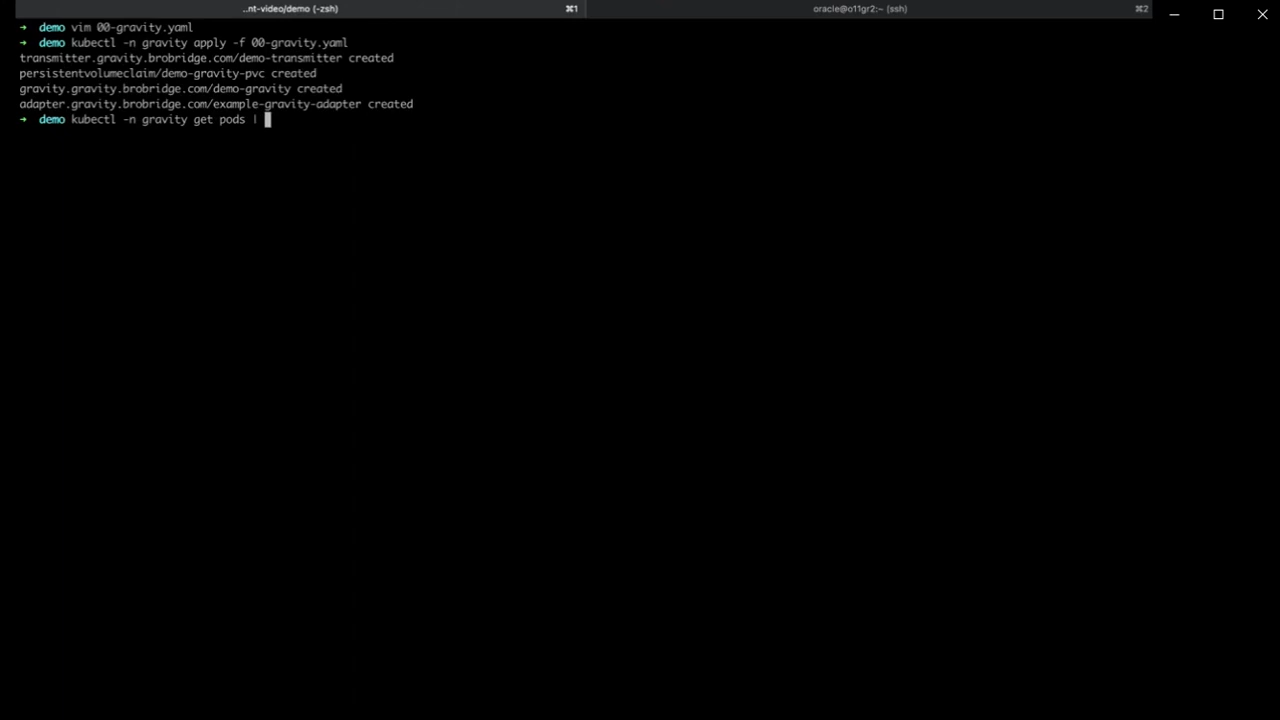 ..nt-video/demo (-zsh) ⌘1 oracle@o11gr2:~ (ssh) ⌘2
➜ demo vim 00-gravity.yaml
➜ demo kubectl -n gravity apply -f 00-gravity.yaml
transmitter.gravity.brobridge.com/demo-transmitter created
persistentvolumeclaim/demo-gravity-pvc created
gravity.gravity.brobridge.com/demo-gravity created
adapter.gravity.brobridge.com/example-gravity-adapter created
➜ demo kubectl -n gravity get pods |